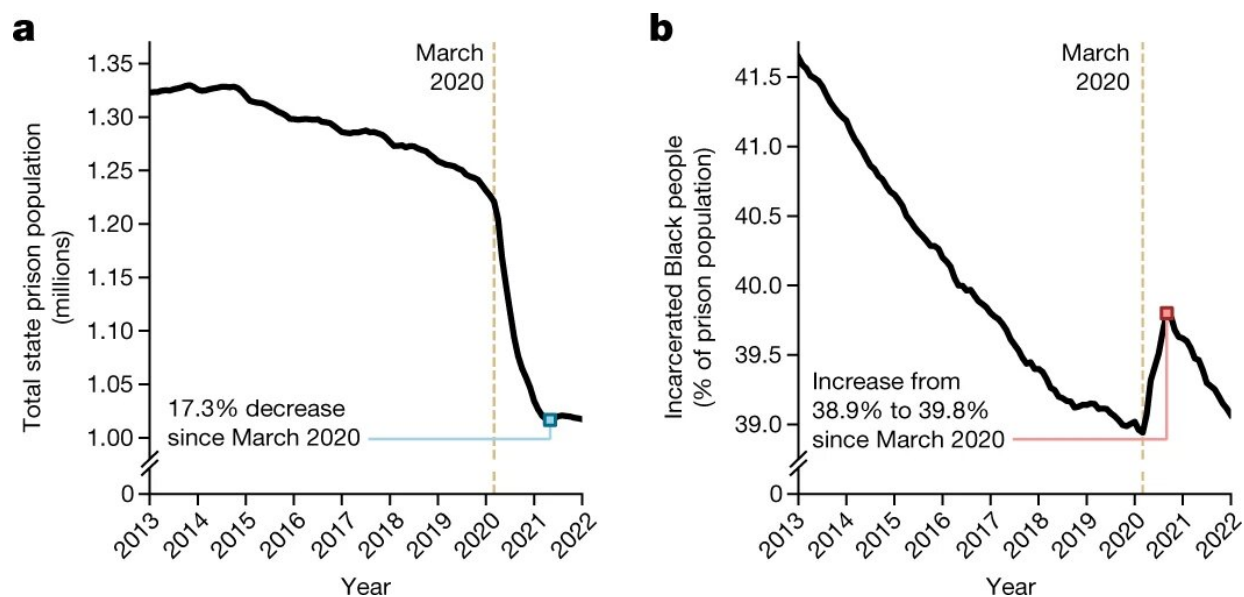 a
Total state prison population
(millions)
1.35
1.30
1.25
1.20
1.15
1.10
1.05
1.00
0
March
2020
17.3% decrease
since March 2020
2013
2014
2015
2016
2017
2018
2019
2020
2021
2022
Year
b
Incarcerated Black people
(% of prison population)
41.5
41.0
40.5
40.0
39.5
39.0
0
March
2020
Increase from
38.9% to 39.8%
since March 2020
2013
2014
2015
2016
2017
2018
2019
2020
2021
2022
Year